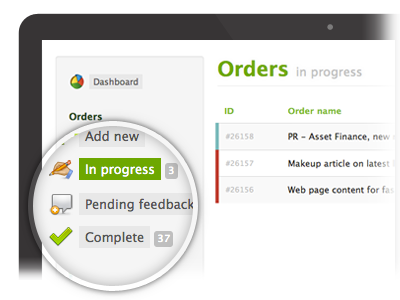 Dashboard
Orders
Add new
In progress 3
Pending feedback
Complete 37
Orders in progress
ID Order name
#26158 PR – Asset Finance, new
#26157 Makeup article on latest
#26156 Web page content for fas